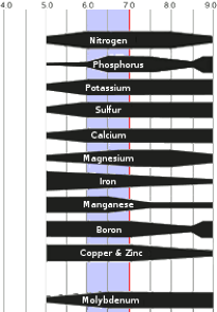 4.0 5.0 6.0 7.0 8.0 9.0
Nitrogen
Phosphorus
Potassium
Sulfur
Calcium
Magnesium
Iron
Manganese
Boron
Copper & Zinc
Molybdenum